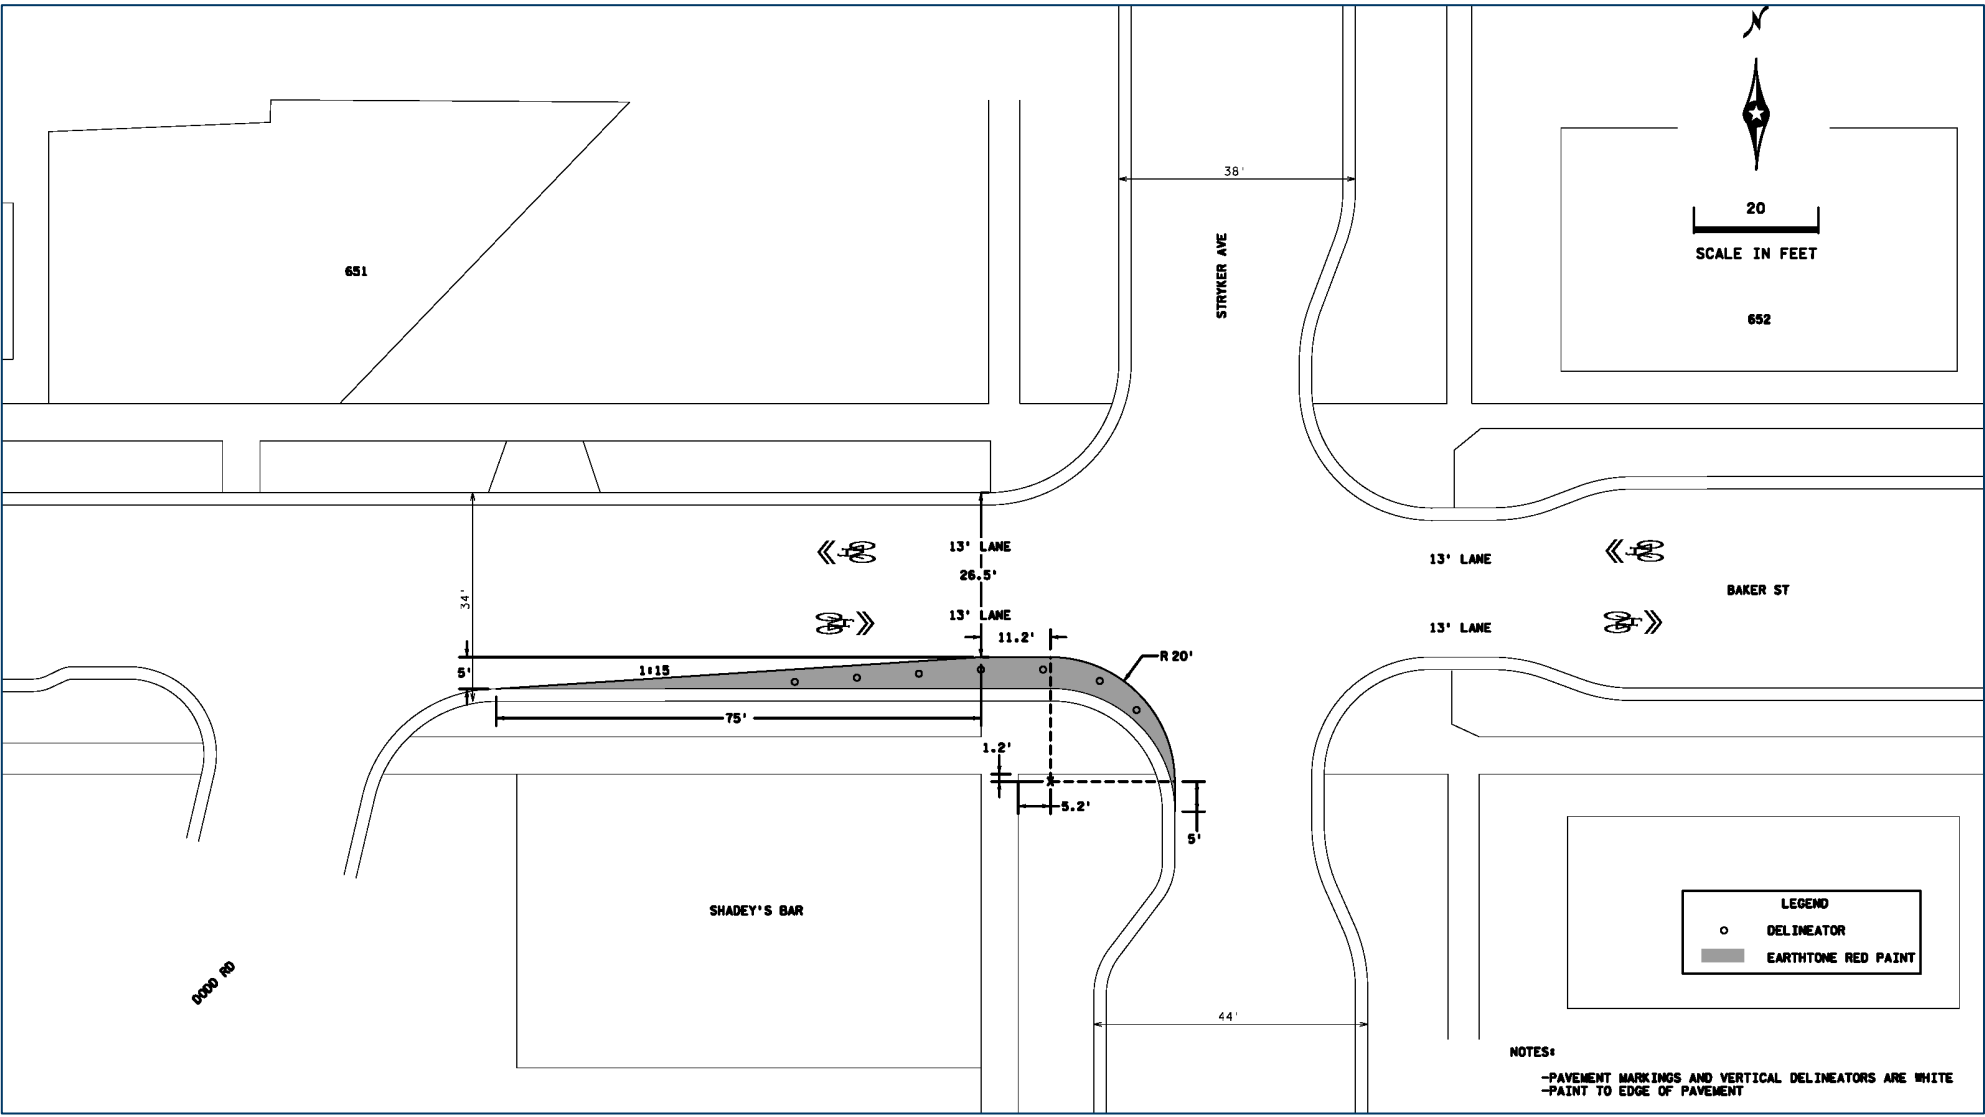 N
38'
20
SCALE IN FEET
STRYKER AVE
651
652
13' LANE
26.5'
13' LANE
34'
13' LANE
13' LANE
BAKER ST
11.2'
R 20'
5'
1:15
75'
1.2'
5.2'
5'
SHADEY'S BAR
DODD RD
44'
LEGEND
DELINEATOR
EARTHTONE RED PAINT
NOTES:
-PAVEMENT MARKINGS AND VERTICAL DELINEATORS ARE WHITE
-PAINT TO EDGE OF PAVEMENT